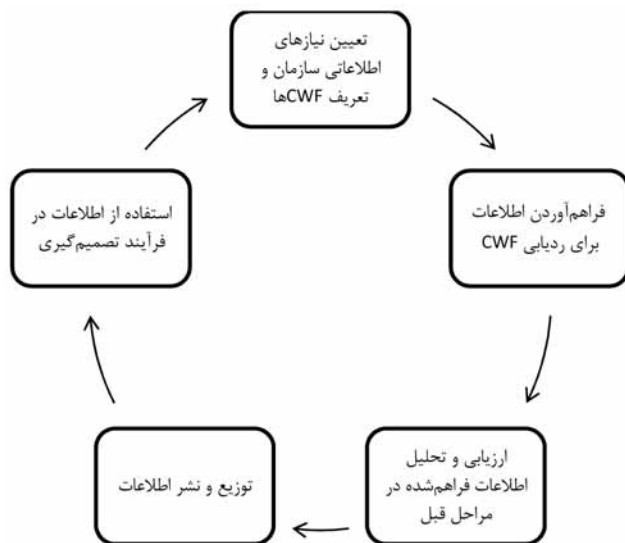 تعیین نیازهای
اطلاعاتی سازمان و
تعریف CWFها
فراهم‌آوردن اطلاعات
برای ردیابی CWF
ارزیابی و تحلیل
اطلاعات فراهم‌شده در
مراحل قبل
توزیع و نشر اطلاعات
استفاده از اطلاعات در
فرآیند تصمیم‌گیری